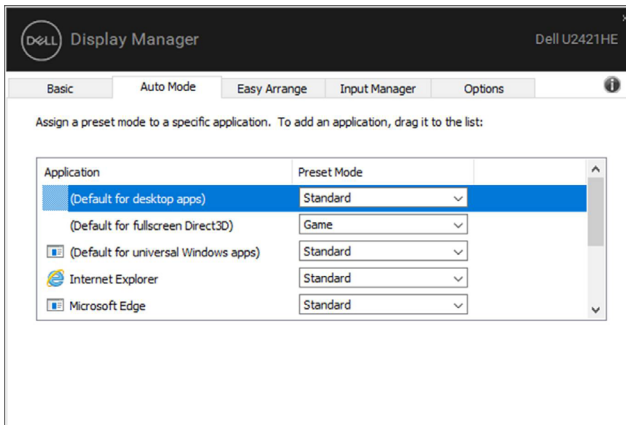 DELL Display Manager
Dell U2421HE
Basic Auto Mode Easy Arrange Input Manager Options
Assign a preset mode to a specific application. To add an application, drag it to the list:
Application Preset Mode
(Default for desktop apps) Standard
(Default for fullscreen Direct3D) Game
(Default for universal Windows apps) Standard
Internet Explorer Standard
Microsoft Edge Standard